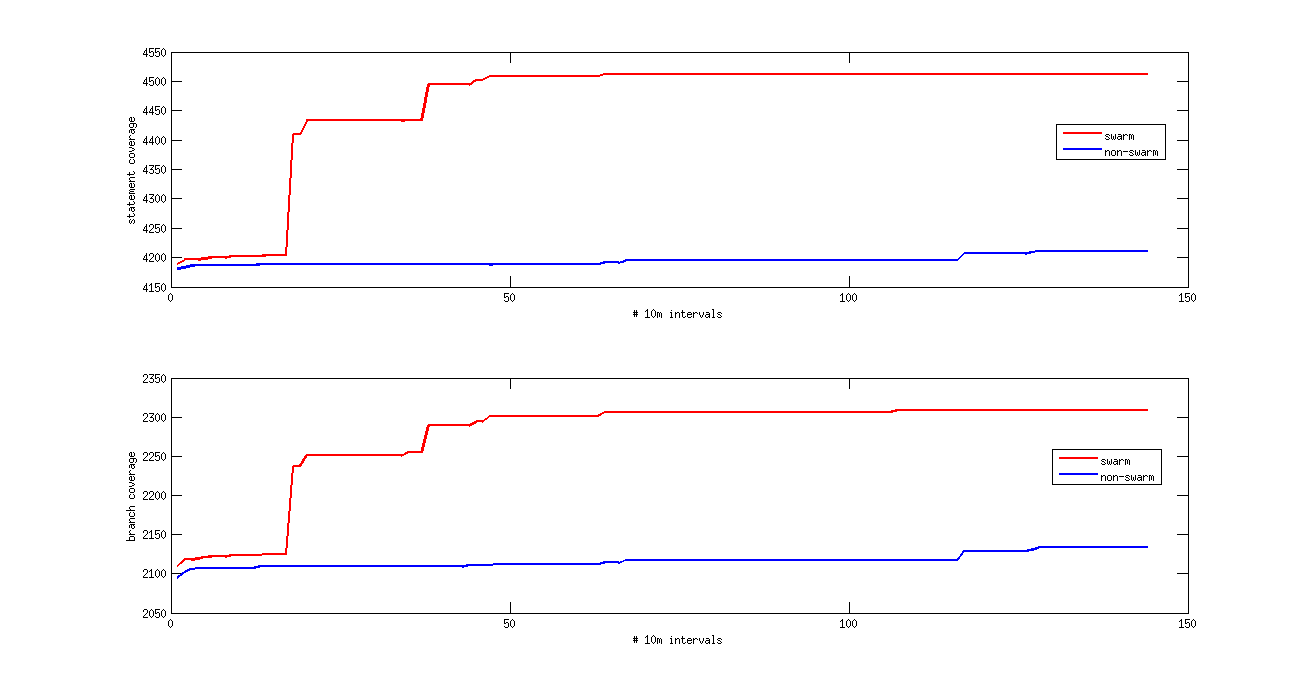 4550
4500
4450
4400
4350
4300
4250
4200
4150
statement coverage
swarm
non-swarm
0 50 100 150
# 10m intervals
2350
2300
2250
2200
2150
2100
2050
branch coverage
swarm
non-swarm
0 50 100 150
# 10m intervals